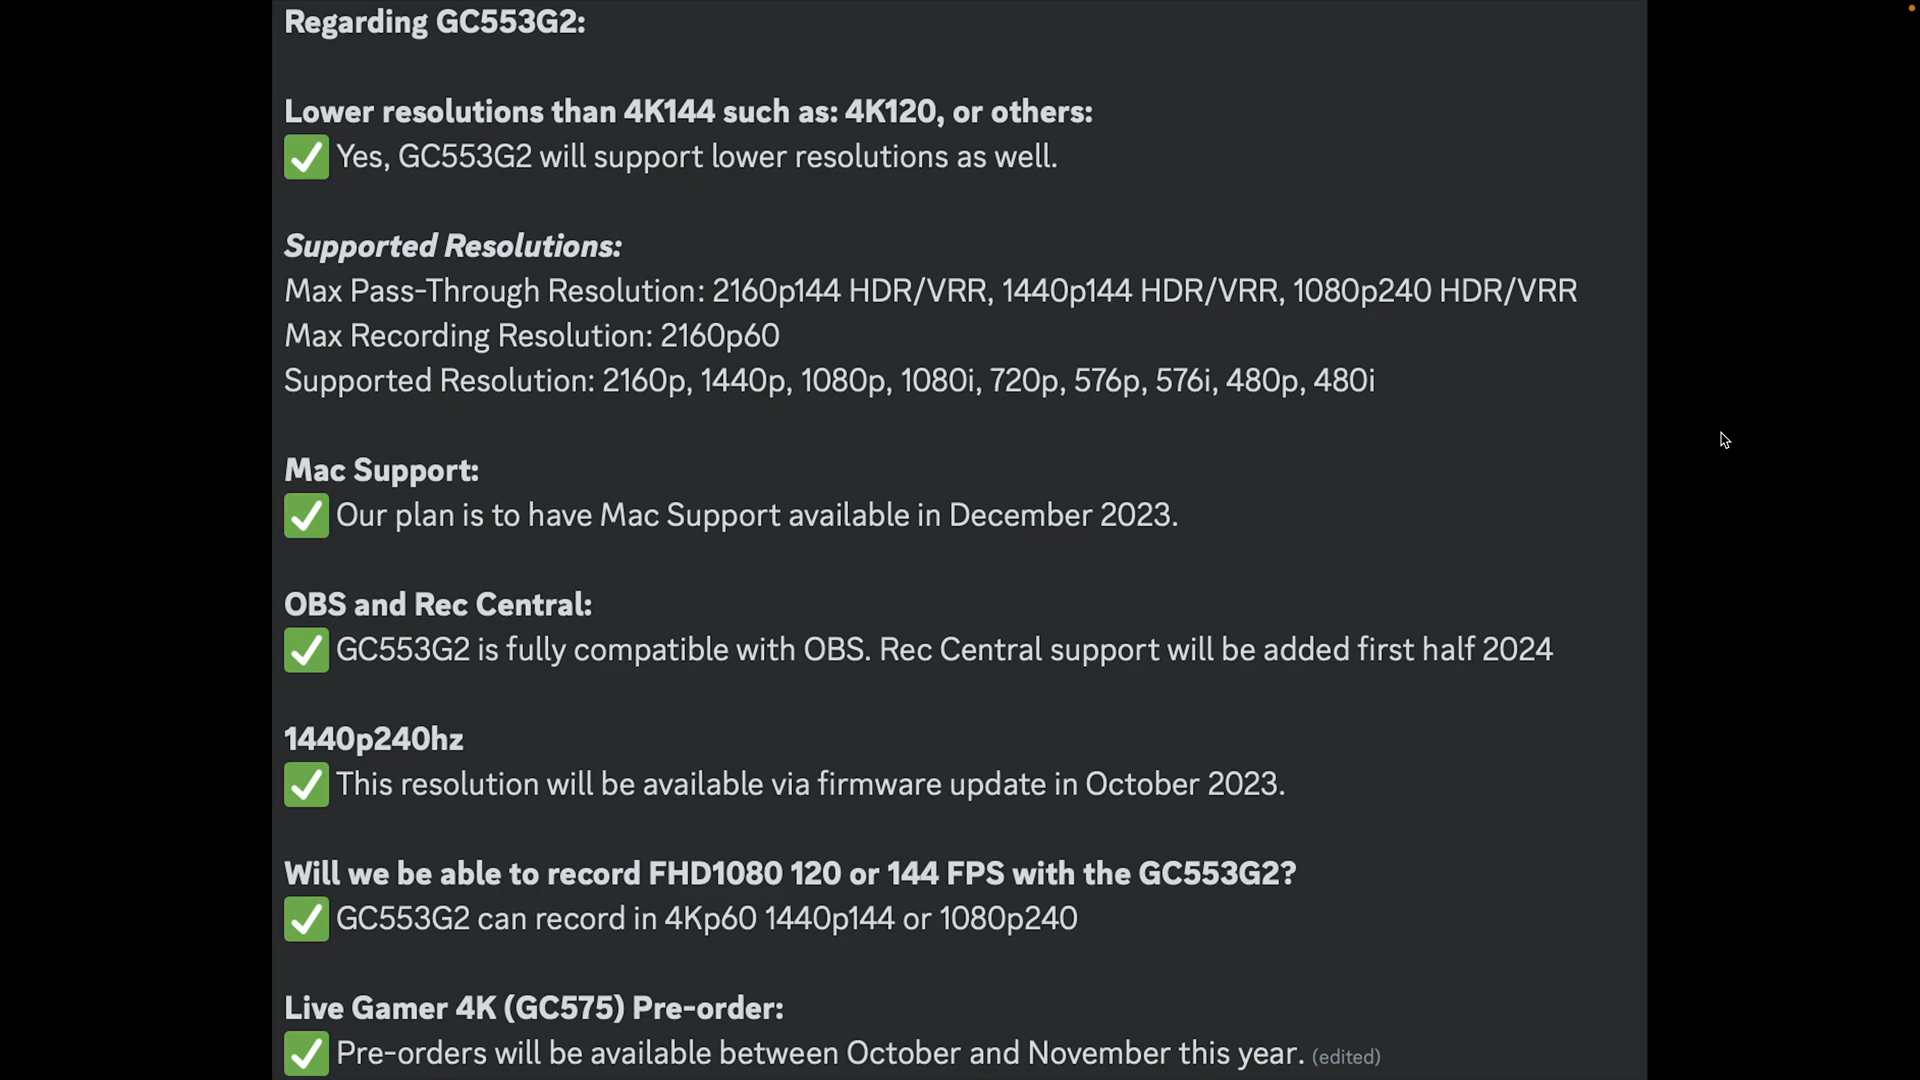 Regarding GC553G2:
Lower resolutions than 4K144 such as: 4K120, or others:
✅ Yes, GC553G2 will support lower resolutions as well.
Supported Resolutions:
Max Pass-Through Resolution: 2160p144 HDR/VRR, 1440p144 HDR/VRR, 1080p240 HDR/VRR
Max Recording Resolution: 2160p60
Supported Resolution: 2160p, 1440p, 1080p, 1080i, 720p, 576p, 576i, 480p, 480i
Mac Support:
✅ Our plan is to have Mac Support available in December 2023.
OBS and Rec Central:
✅ GC553G2 is fully compatible with OBS. Rec Central support will be added first half 2024
1440p240hz
✅ This resolution will be available via firmware update in October 2023.
Will we be able to record FHD1080 120 or 144 FPS with the GC553G2?
✅ GC553G2 can record in 4Kp60 1440p144 or 1080p240
Live Gamer 4K (GC575) Pre-order:
✅ Pre-orders will be available between October and November this year. (edited)